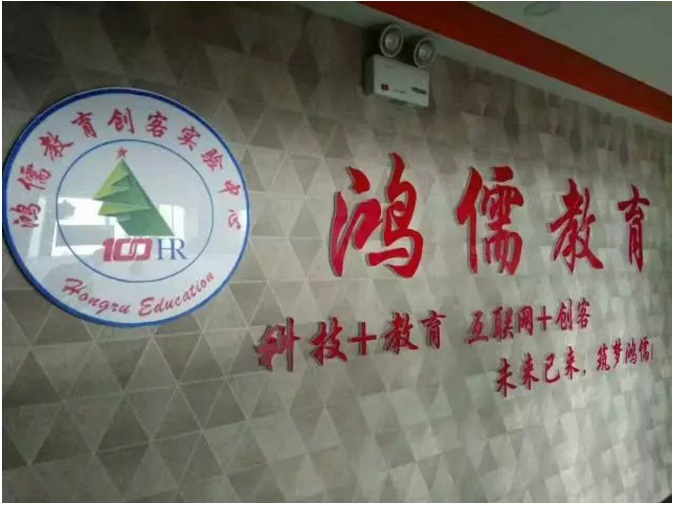 鸿儒教育创客实验中心
100HR
Hongru Education
鸿儒教育
科技+教育 互联网+创客
未来已来，筑梦鸿儒！